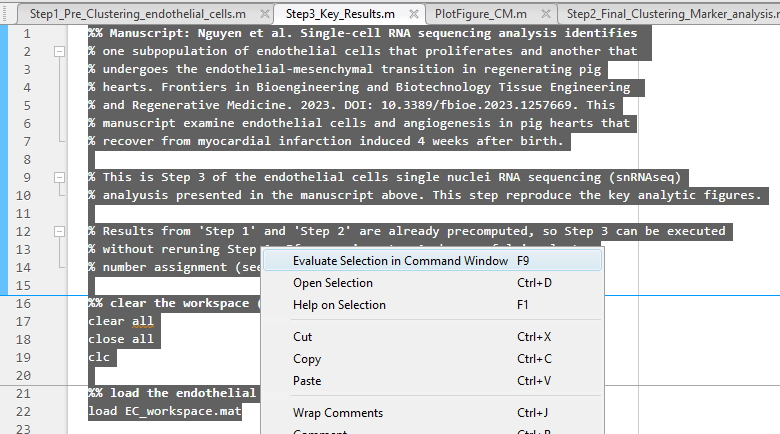 Step1_Pre_Clustering_endothelial_cells.m Step3_Key_Results.m PlotFigure_CM.m Step2_Final_Clustering_Marker_analysis.m
1 %% Manuscript: Nguyen et al. Single-cell RNA sequencing analysis identifies
2 % one subpopulation of endothelial cells that proliferates and another that
3 % undergoes the endothelial-mesenchymal transition in regenerating pig
4 % hearts. Frontiers in Bioengineering and Biotechnology Tissue Engineering
5 % and Regenerative Medicine. 2023. DOI: 10.3389/fbioe.2023.1257669. This
6 % manuscript examine endothelial cells and angiogenesis in pig hearts that
7 % recover from myocardial infarction induced 4 weeks after birth.
8
9 % This is Step 3 of the endothelial cells single nuclei RNA sequencing (snRNAseq)
10 % analyusis presented in the manuscript above. This step reproduce the key analytic figures.
11
12 % Results from 'Step 1' and 'Step 2' are already precomputed, so Step 3 can be executed
13 % without reruning
14 % number assignment (see
15
16 %% clear the workspace (
17 clear all
18 close all
19 clc
20
21 %% load the endothelial
22 load EC_workspace.mat
23
Evaluate Selection in Command Window F9
Open Selection Ctrl+D
Help on Selection F1
Cut Ctrl+X
Copy Ctrl+C
Paste Ctrl+V
Wrap Comments Ctrl+J
Comment Ctrl+R